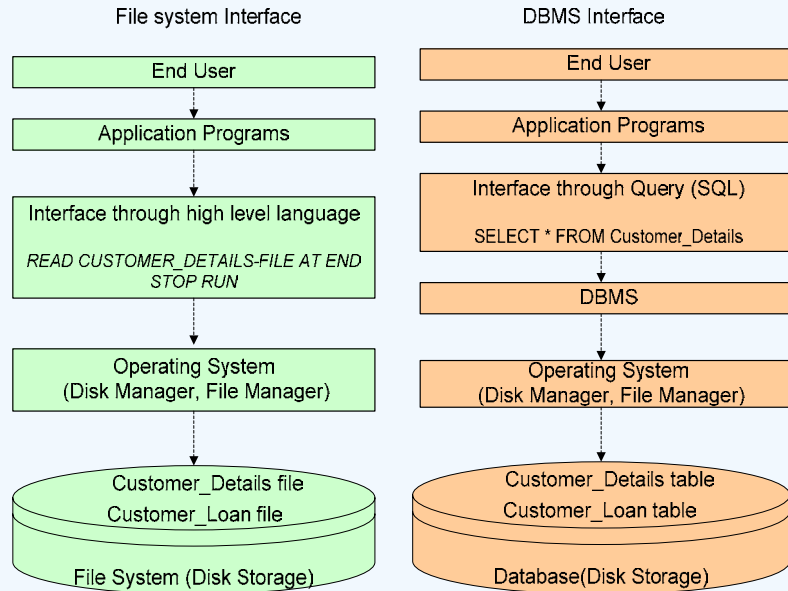 File system Interface
End User
Application Programs
Interface through high level language
READ CUSTOMER_DETAILS-FILE AT END
STOP RUN
Operating System
(Disk Manager, File Manager)
Customer_Details file
Customer_Loan file
File System (Disk Storage)
DBMS Interface
End User
Application Programs
Interface through Query (SQL)
SELECT * FROM Customer_Details
DBMS
Operating System
(Disk Manager, File Manager)
Customer_Details table
Customer_Loan table
Database(Disk Storage)